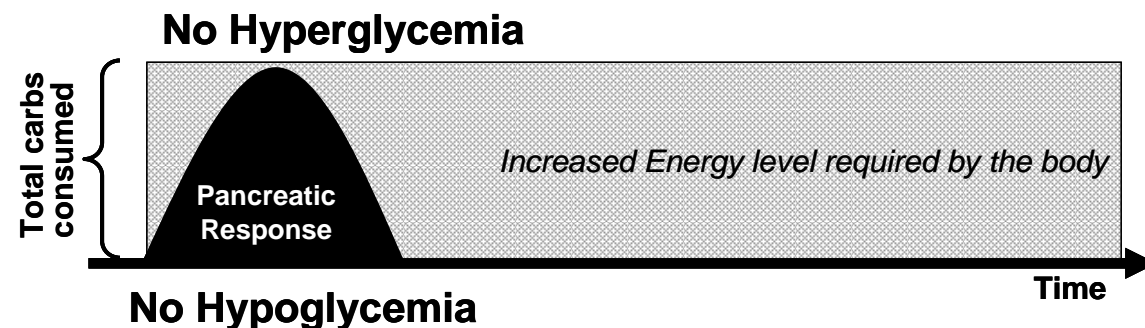 No Hyperglycemia
Total carbs
consumed
Increased Energy level required by the body
Pancreatic
Response
Time
No Hypoglycemia